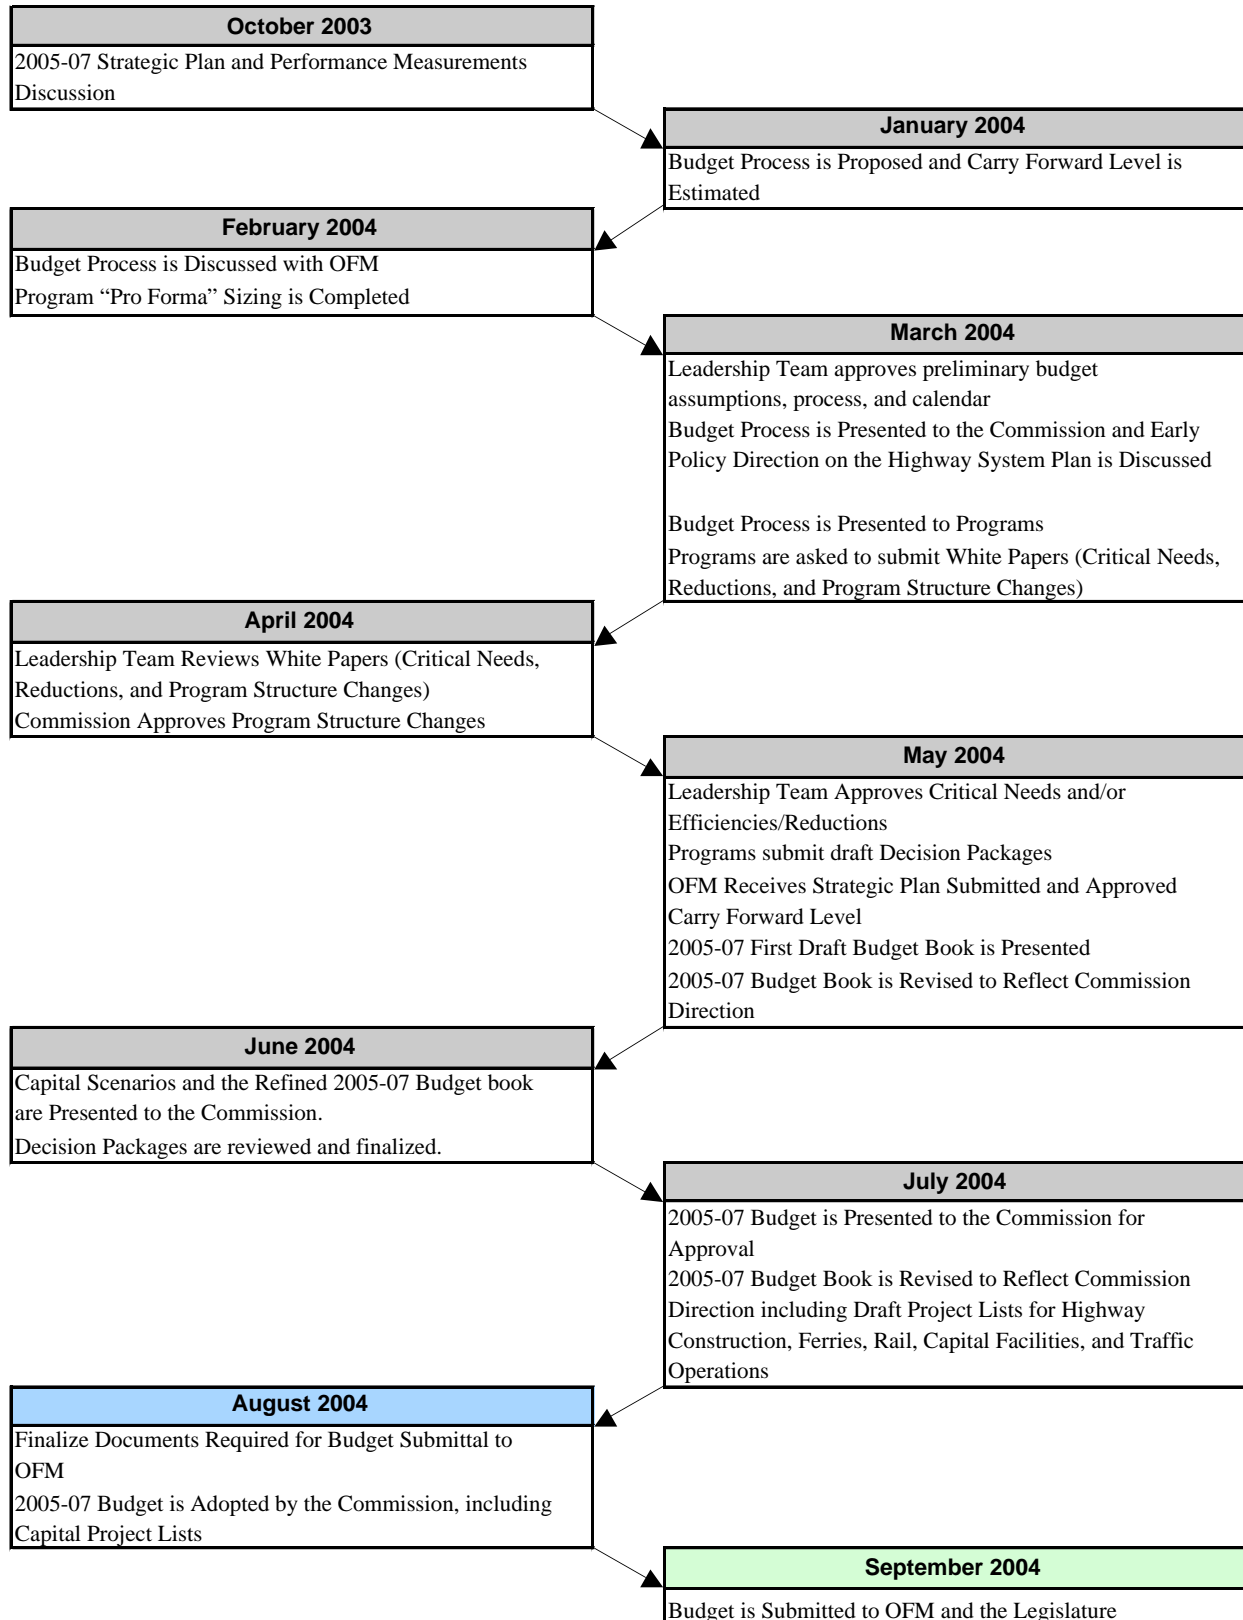 October 2003
2005-07 Strategic Plan and Performance Measurements
Discussion
January 2004
Budget Process is Proposed and Carry Forward Level is
Estimated
February 2004
Budget Process is Discussed with OFM
Program “Pro Forma” Sizing is Completed
March 2004
Leadership Team approves preliminary budget
assumptions, process, and calendar
Budget Process is Presented to the Commission and Early
Policy Direction on the Highway System Plan is Discussed
Budget Process is Presented to Programs
Programs are asked to submit White Papers (Critical Needs,
Reductions, and Program Structure Changes)
April 2004
Leadership Team Reviews White Papers (Critical Needs,
Reductions, and Program Structure Changes)
Commission Approves Program Structure Changes
May 2004
Leadership Team Approves Critical Needs and/or
Efficiencies/Reductions
Programs submit draft Decision Packages
OFM Receives Strategic Plan Submitted and Approved
Carry Forward Level
2005-07 First Draft Budget Book is Presented
2005-07 Budget Book is Revised to Reflect Commission
Direction
June 2004
Capital Scenarios and the Refined 2005-07 Budget book
are Presented to the Commission.
Decision Packages are reviewed and finalized.
July 2004
2005-07 Budget is Presented to the Commission for
Approval
2005-07 Budget Book is Revised to Reflect Commission
Direction including Draft Project Lists for Highway
Construction, Ferries, Rail, Capital Facilities, and Traffic
Operations
August 2004
Finalize Documents Required for Budget Submittal to
OFM
2005-07 Budget is Adopted by the Commission, including
Capital Project Lists
September 2004
Budget is Submitted to OFM and the Legislature